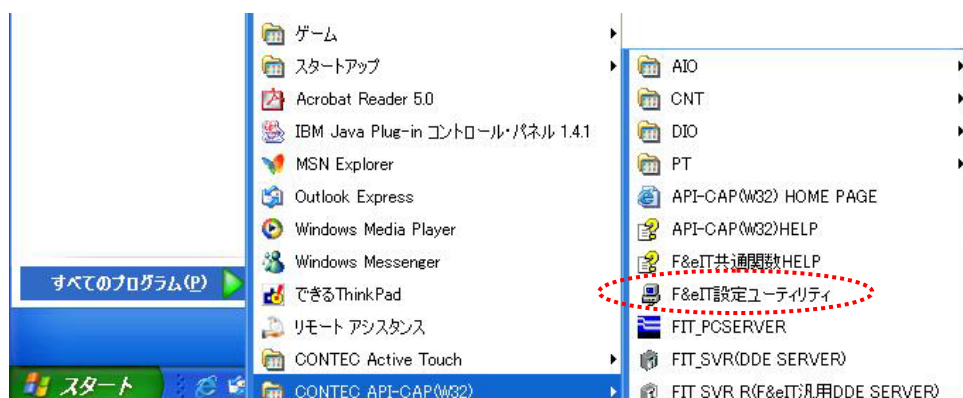 ゲーム
スタートアップ
Acrobat Reader 5.0
IBM Java Plug-in コントロール・パネル 1.4.1
MSN Explorer
Outlook Express
Windows Media Player
Windows Messenger
できるThinkPad
リモート アシスタンス
CONTEC Active Touch
CONTEC API-CAP(W32)
AIO
CNT
DIO
PT
API-CAP(W32) HOME PAGE
API-CAP(W32)HELP
F&eIT共通関数HELP
F&eIT設定ユーティリティ
FIT_PCSERVER
FIT_SVR(DDE SERVER)
FIT_SVR_R(F&eIT汎用DDE SERVER)
すべてのプログラム(P)
スタート